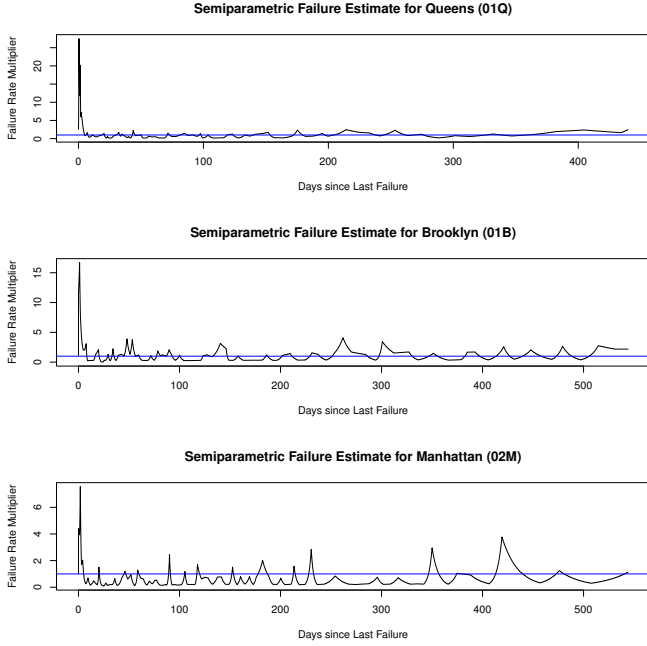 Semiparametric Failure Estimate for Queens (01Q)
Failure Rate Multiplier
20
10
5
0
0 100 200 300 400
Days since Last Failure
Semiparametric Failure Estimate for Brooklyn (01B)
Failure Rate Multiplier
15
10
5
0
0 100 200 300 400 500
Days since Last Failure
Semiparametric Failure Estimate for Manhattan (02M)
Failure Rate Multiplier
6
4
2
0
0 100 200 300 400 500
Days since Last Failure